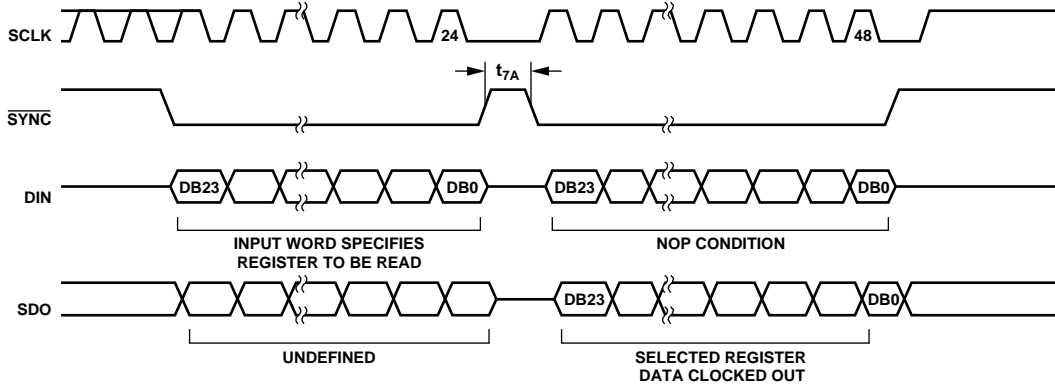 SCLK
24
48
t7A
SYNC
DIN
DB23
DB0
DB23
DB0
INPUT WORD SPECIFIES
REGISTER TO BE READ
NOP CONDITION
SDO
DB23
DB0
UNDEFINED
SELECTED REGISTER
DATA CLOCKED OUT